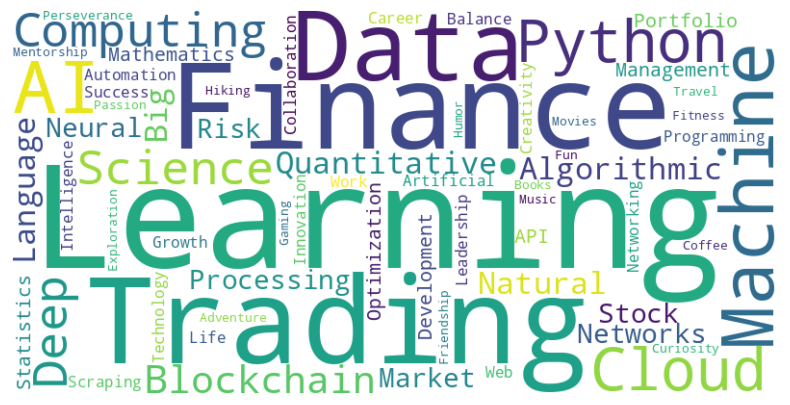 Perseverance
Computing
Mentorship
Mathematics
AI
Automation
Success
Passion
Big
Neural
Risk
Hiking
Collaboration
Data
Career
Balance
Python
Portfolio
Management
Travel
Fitness
Programming
Machine
Finance
Humor
Creativity
Movies
Language
Intelligence
Science
Quantitative
Algorithmic
Fun
Artificial
Work
Books
Music
Learning
Exploration
Growth
Gaming
Innovation
Optimization
Development
Leadership
API
Networking
Coffee
Statistics
Deep
Technology
Processing
Trading
Natural
Stock
Networks
Adventure
Life
Friendship
Scraping
Blockchain
Market
Web
Cloud
Curiosity